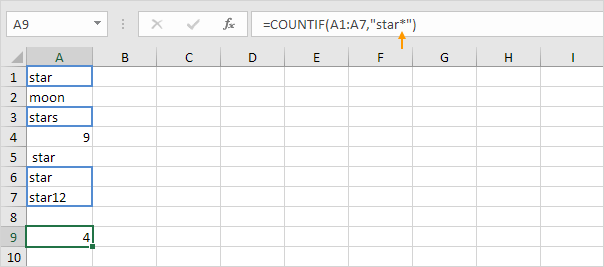 A9 fx =COUNTIF(A1:A7,"star*")
A B C D E F G H I
1 star
2 moon
3 stars
4 9
5 star
6 star
7 star12
8
9 4
10